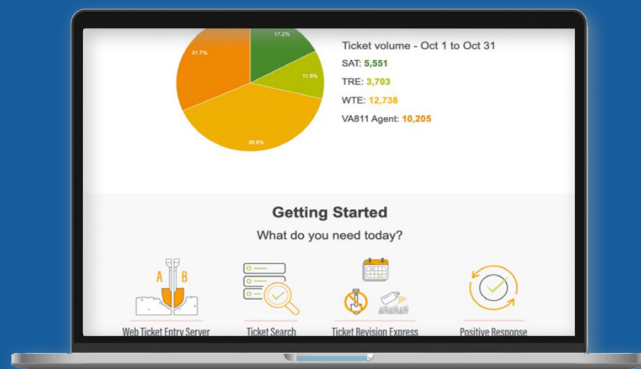 17.2%
31.7%
11.5%
39.6%
Ticket volume - Oct 1 to Oct 31
SAT: 5,551
TRE: 3,703
WTE: 12,738
VA811 Agent: 10,205
Getting Started
What do you need today?
A B
Web Ticket Entry Server
Ticket Search
Ticket Revision Express
Positive Response